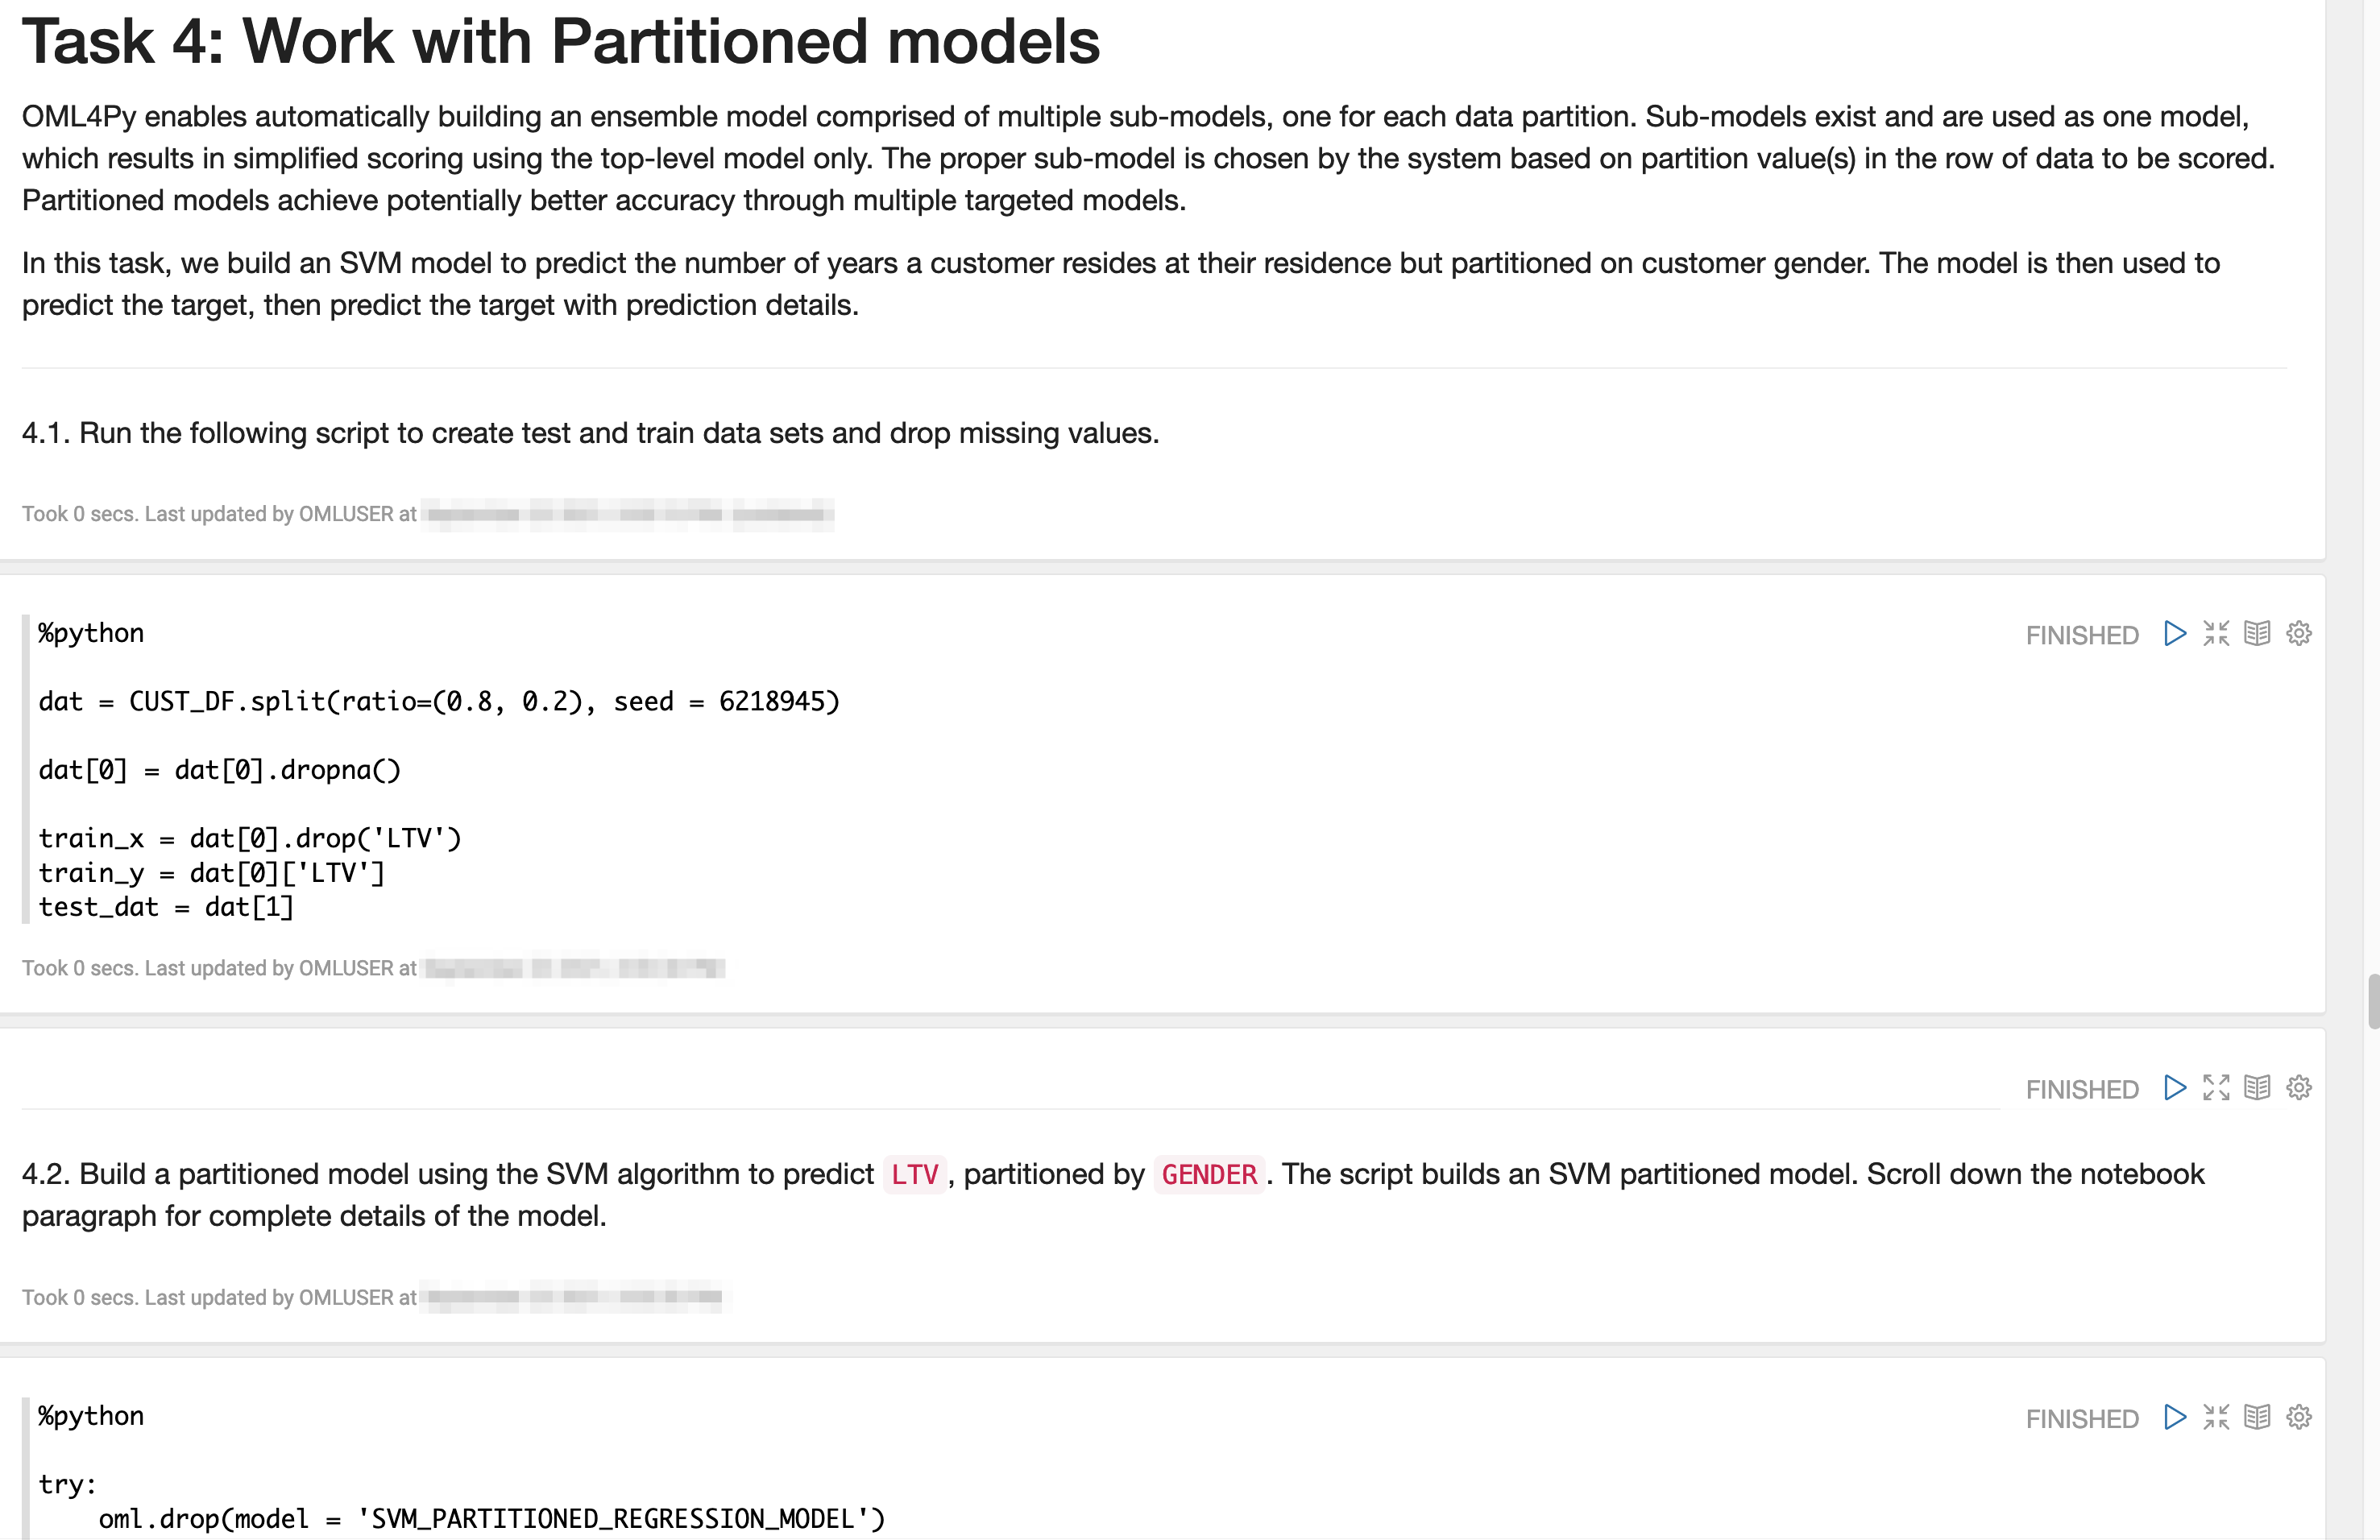 Task 4: Work with Partitioned models
OML4Py enables automatically building an ensemble model comprised of multiple sub-models, one for each data partition. Sub-models exist and are used as one model,
which results in simplified scoring using the top-level model only. The proper sub-model is chosen by the system based on partition value(s) in the row of data to be scored.
Partitioned models achieve potentially better accuracy through multiple targeted models.
In this task, we build an SVM model to predict the number of years a customer resides at their residence but partitioned on customer gender. The model is then used to
predict the target, then predict the target with prediction details.
4.1. Run the following script to create test and train data sets and drop missing values.
Took 0 secs. Last updated by OMLUSER at
%python
FINISHED
dat = CUST_DF.split(ratio=(0.8, 0.2), seed = 6218945)
dat[0] = dat[0].dropna()
train_x = dat[0].drop('LTV')
train_y = dat[0]['LTV']
test_dat = dat[1]
Took 0 secs. Last updated by OMLUSER at
FINISHED
4.2. Build a partitioned model using the SVM algorithm to predict LTV, partitioned by GENDER. The script builds an SVM partitioned model. Scroll down the notebook
paragraph for complete details of the model.
Took 0 secs. Last updated by OMLUSER at
%python
FINISHED
try:
    oml.drop(model = 'SVM_PARTITIONED_REGRESSION_MODEL')